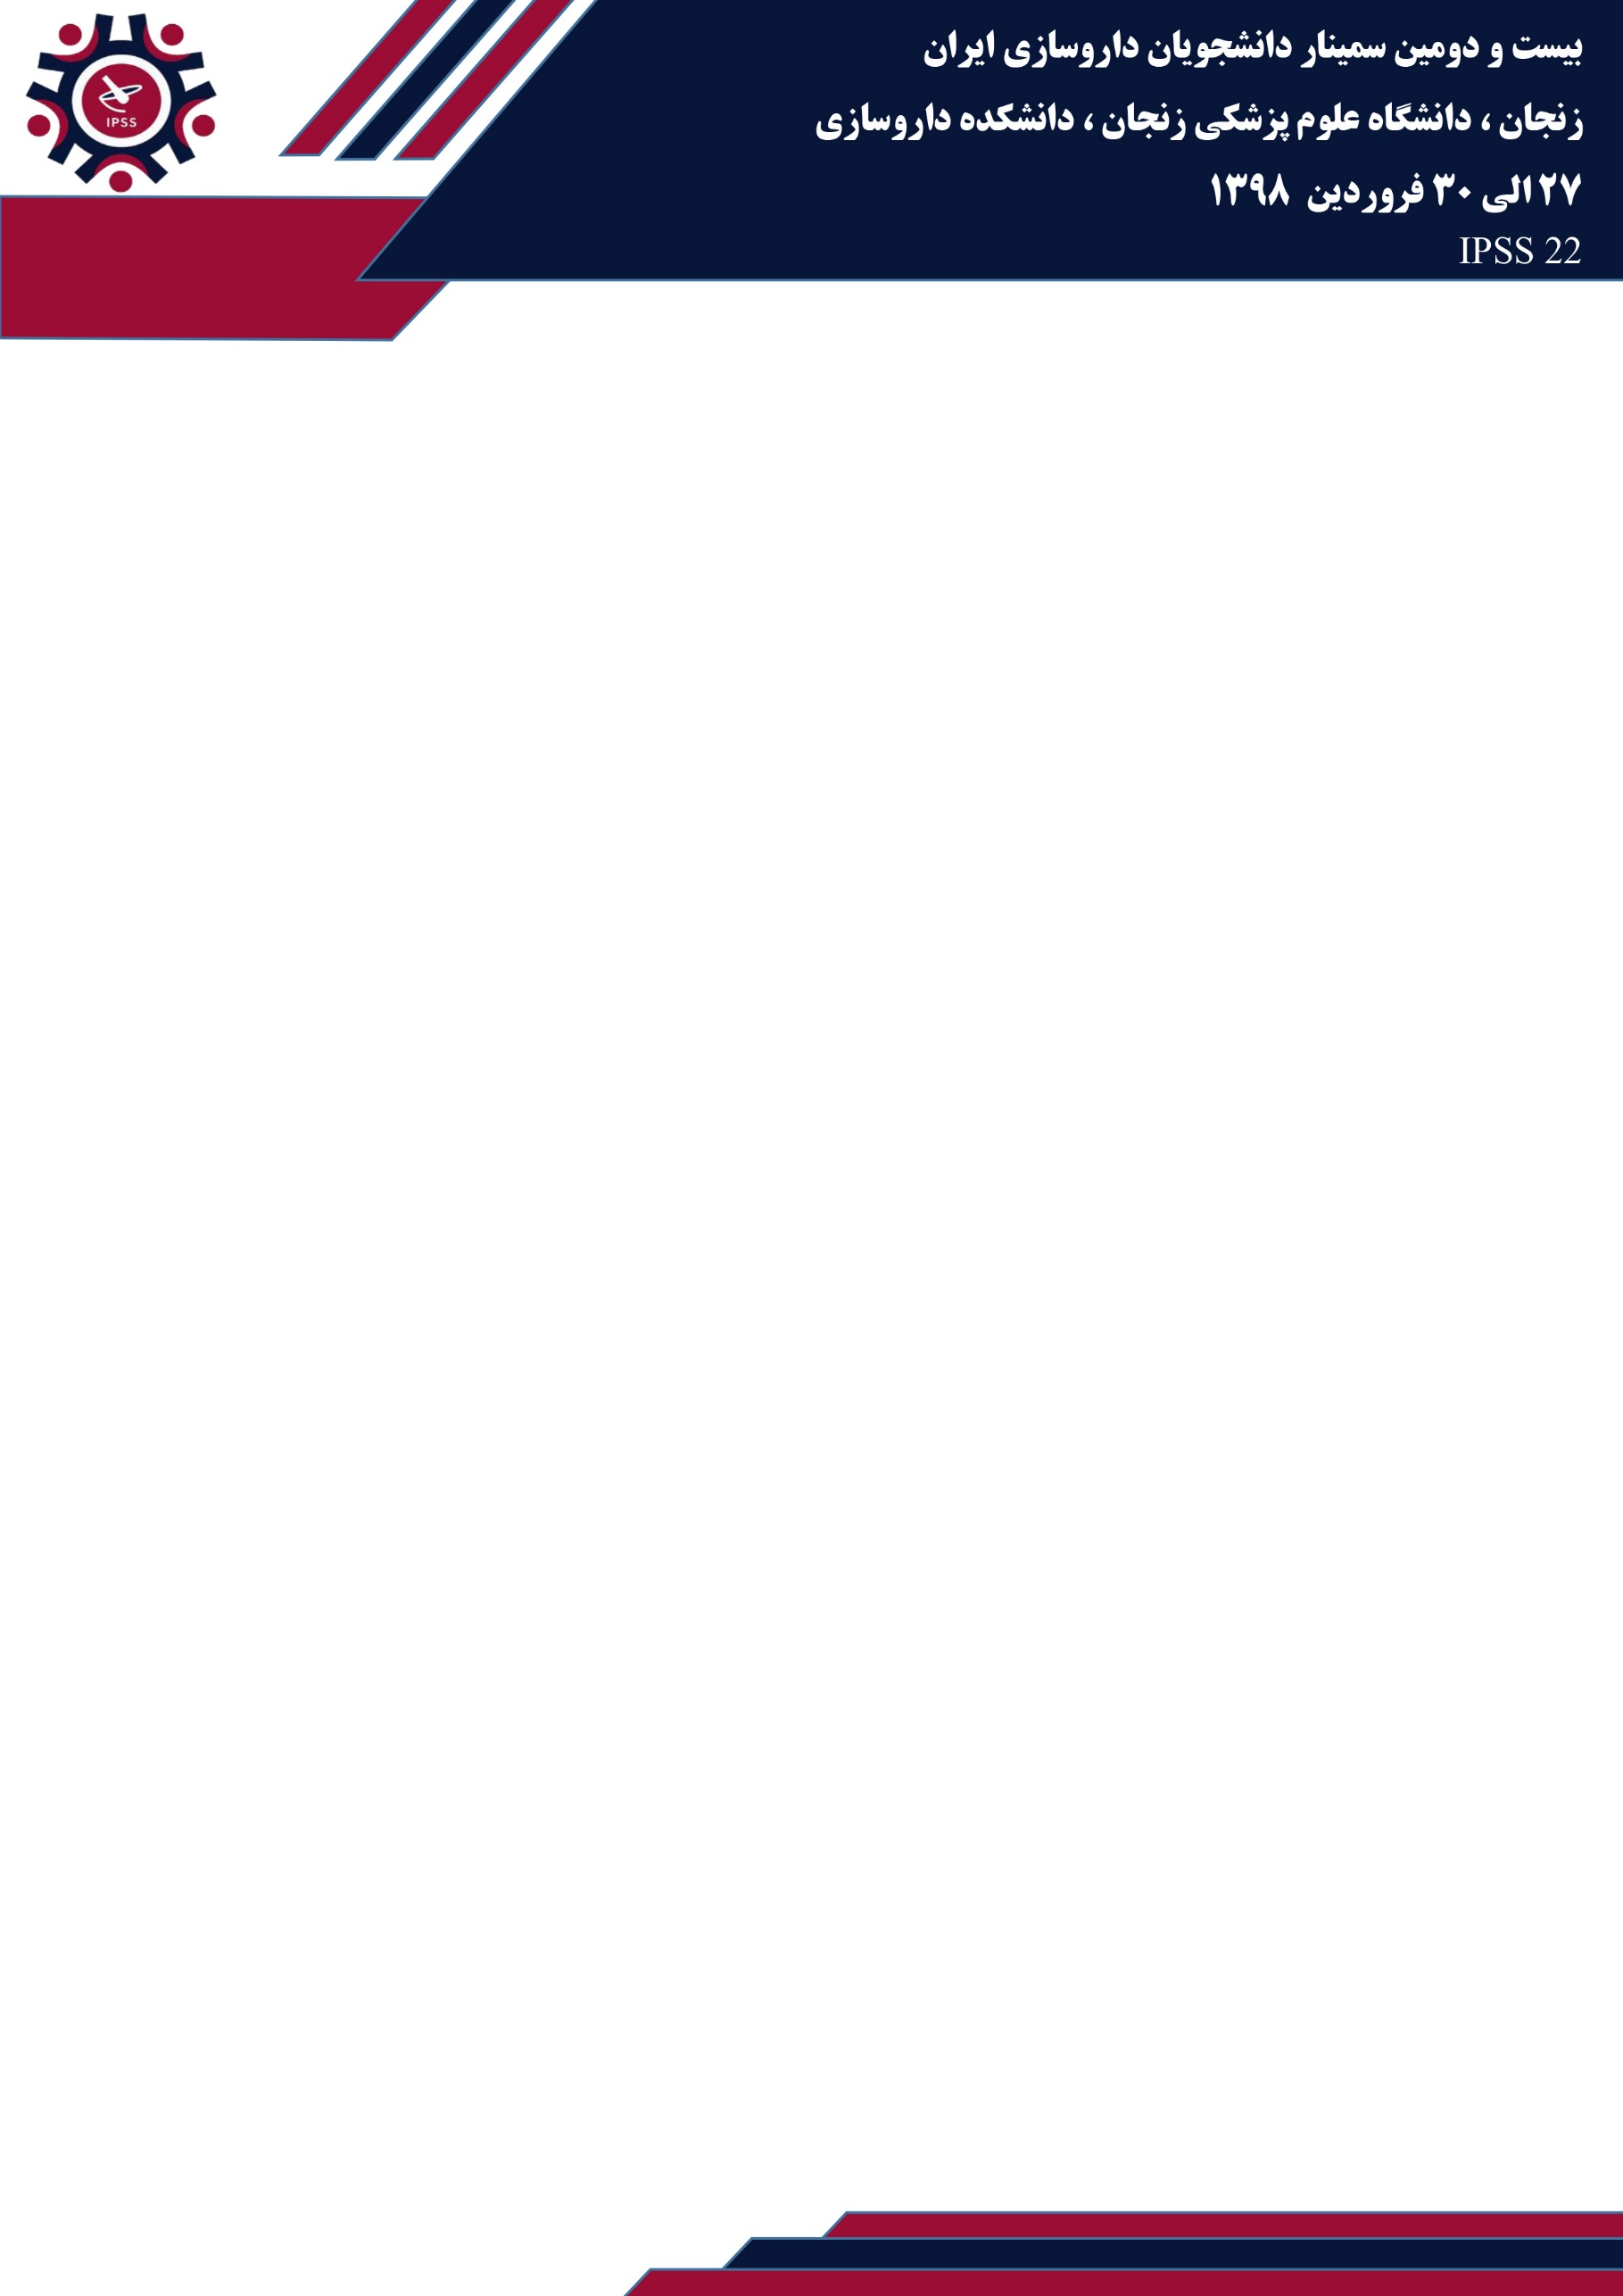 بیست و دومین سمینار دانشجویان داروسازی ایران
زنجان ، دانشگاه علوم پزشکی زنجان ، دانشکده داروسازی
۲۷ الی ۳۰ فروردین ۱۳۹۸
IPSS 22
IPSS